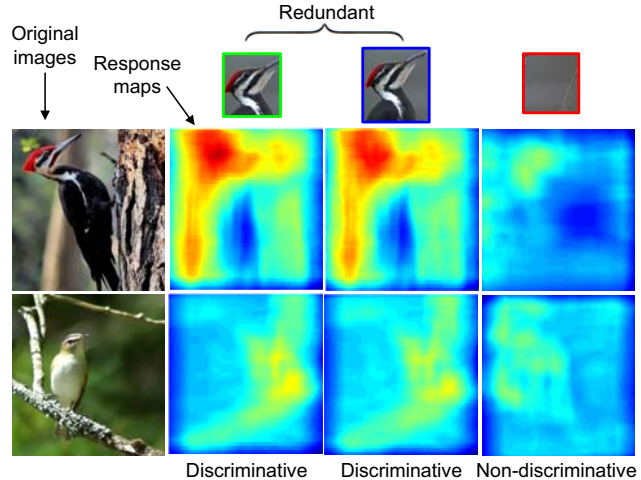 Redundant
Original
images
Response
maps
Discriminative
Discriminative
Non-discriminative